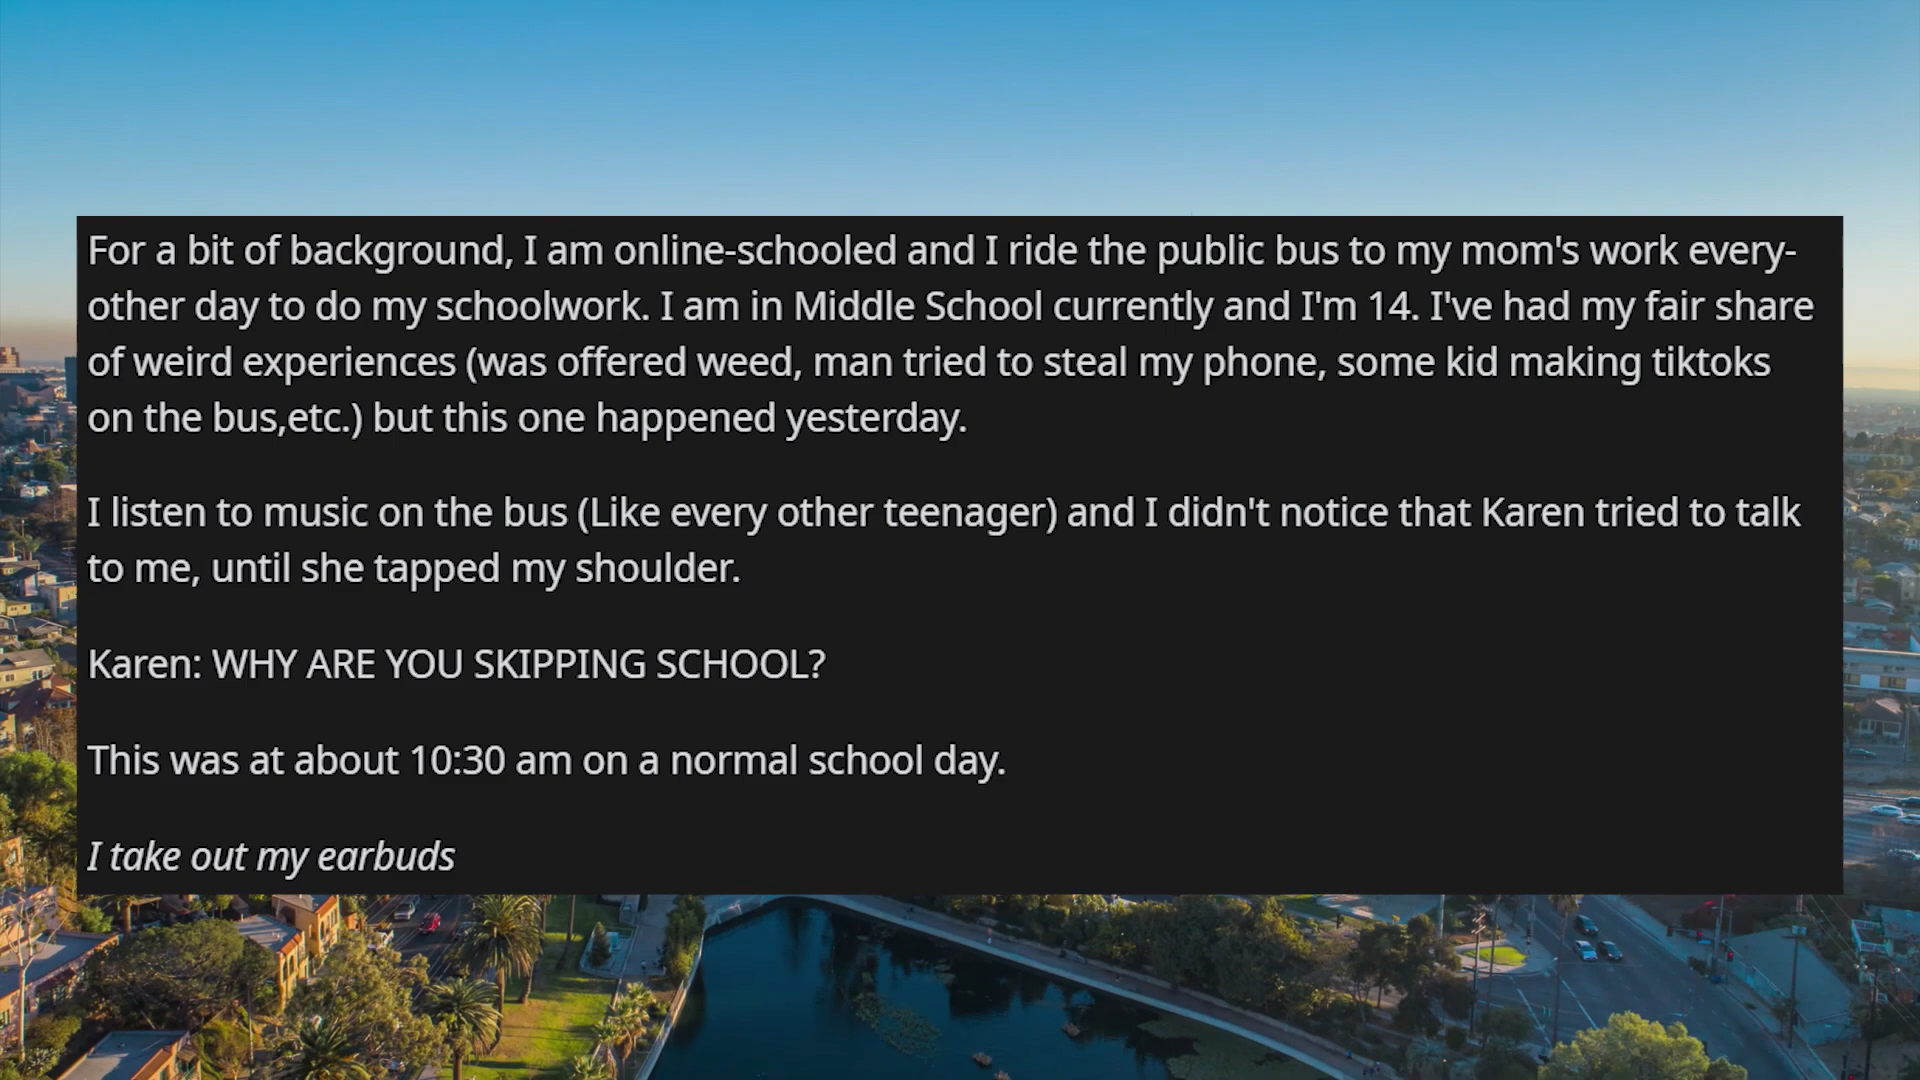 For a bit of background, I am online-schooled and I ride the public bus to my mom's work every-
other day to do my schoolwork. I am in Middle School currently and I'm 14. I've had my fair share
of weird experiences (was offered weed, man tried to steal my phone, some kid making tiktoks
on the bus,etc.) but this one happened yesterday.
I listen to music on the bus (Like every other teenager) and I didn't notice that Karen tried to talk
to me, until she tapped my shoulder.
Karen: WHY ARE YOU SKIPPING SCHOOL?
This was at about 10:30 am on a normal school day.
I take out my earbuds